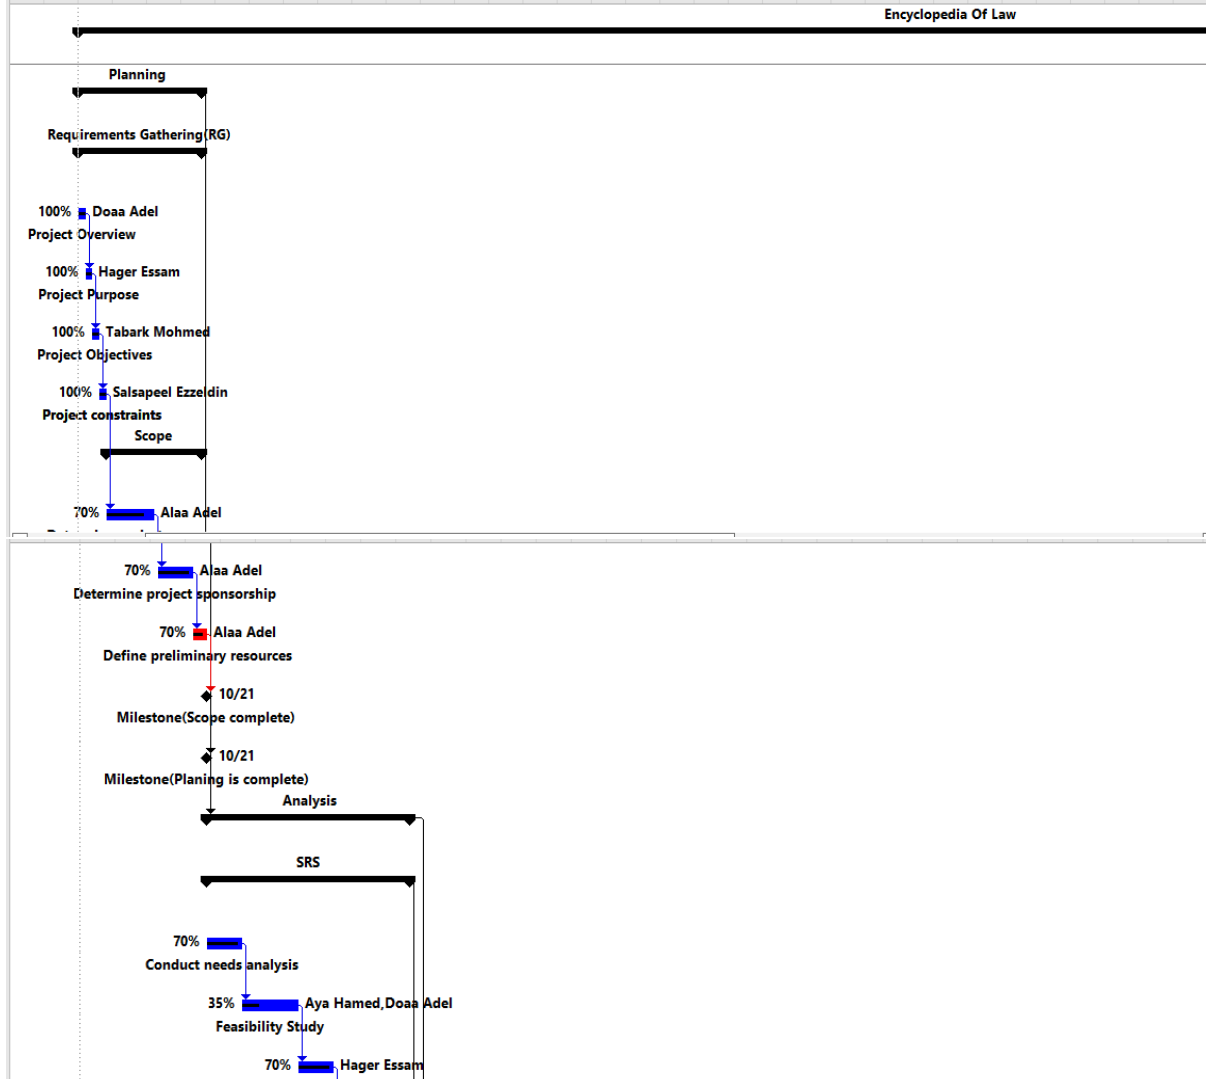 Encyclopedia Of Law
Planning
Requirements Gathering(RG)
100% Doaa Adel
Project Overview
100% Hager Essam
Project Purpose
100% Tabark Mohmed
Project Objectives
100% Salsapeel Ezzeldin
Project constraints
Scope
70% Alaa Adel
70% Alaa Adel
Determine project sponsorship
70% Alaa Adel
Define preliminary resources
10/21
Milestone(Scope complete)
10/21
Milestone(Planing is complete)
Analysis
SRS
70%
Conduct needs analysis
35% Aya Hamed,Doaa Adel
Feasibility Study
70% Hager Essam